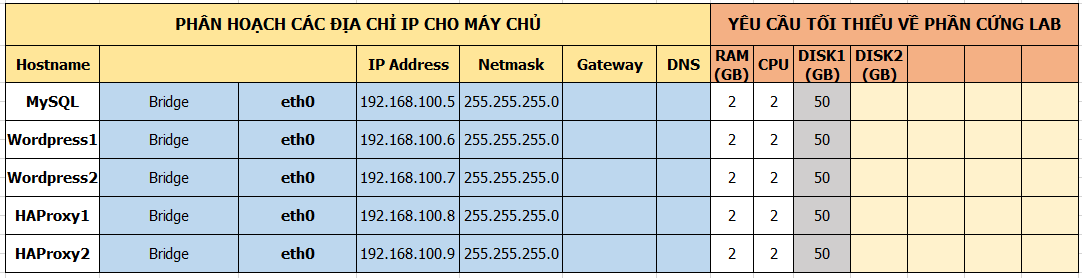 PHÂN HOẠCH CÁC ĐỊA CHỈ IP CHO MÁY CHỦ YÊU CẦU TỐI THIỂU VỀ PHẦN CỨNG LAB
Hostname IP Address Netmask Gateway DNS RAM (GB) CPU DISK1 (GB) DISK2 (GB)
MySQL Bridge eth0 192.168.100.5 255.255.255.0 2 2 50
Wordpress1 Bridge eth0 192.168.100.6 255.255.255.0 2 2 50
Wordpress2 Bridge eth0 192.168.100.7 255.255.255.0 2 2 50
HAProxy1 Bridge eth0 192.168.100.8 255.255.255.0 2 2 50
HAProxy2 Bridge eth0 192.168.100.9 255.255.255.0 2 2 50